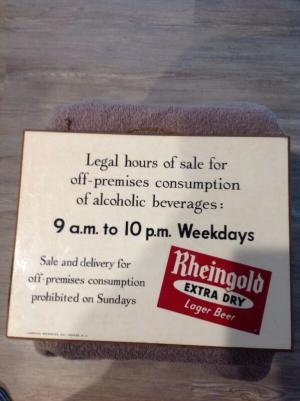 Legal hours of sale for
off-premises consumption
of alcoholic beverages:
9 a.m. to 10 p.m. Weekdays
Sale and delivery for
off-premises consumption
prohibited on Sundays
Rheingold
EXTRA DRY
Lager Beer